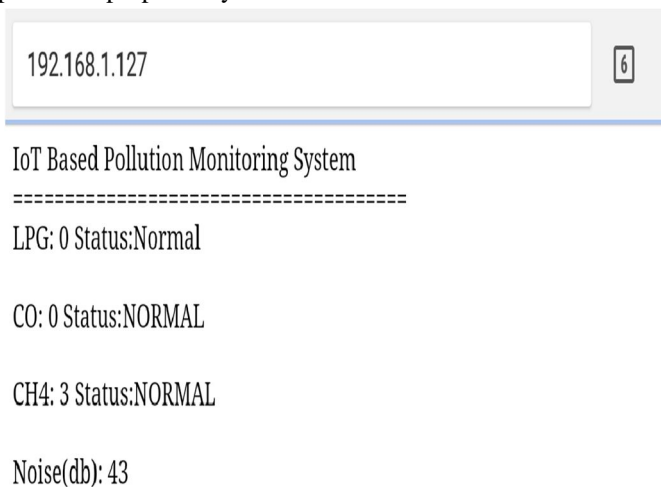 192.168.1.127
6
IoT Based Pollution Monitoring System
======================================
LPG: 0 Status:Normal
CO: 0 Status:NORMAL
CH4: 3 Status:NORMAL
Noise(db): 43